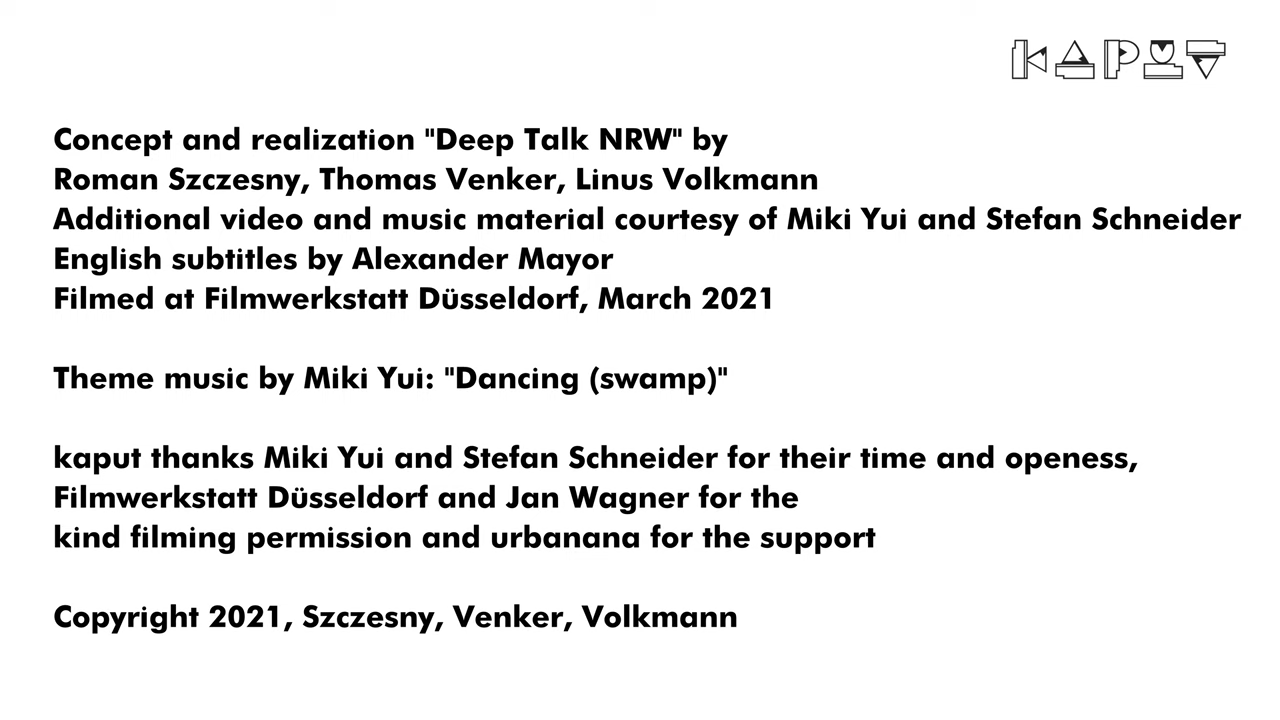 KAPUT
Concept and realization "Deep Talk NRW" by
Roman Szczesny, Thomas Venker, Linus Volkmann
Additional video and music material courtesy of Miki Yui and Stefan Schneider
English subtitles by Alexander Mayor
Filmed at Filmwerkstatt Düsseldorf, March 2021
Theme music by Miki Yui: "Dancing (swamp)"
kaput thanks Miki Yui and Stefan Schneider for their time and openess,
Filmwerkstatt Düsseldorf and Jan Wagner for the
kind filming permission and urbanana for the support
Copyright 2021, Szczesny, Venker, Volkmann